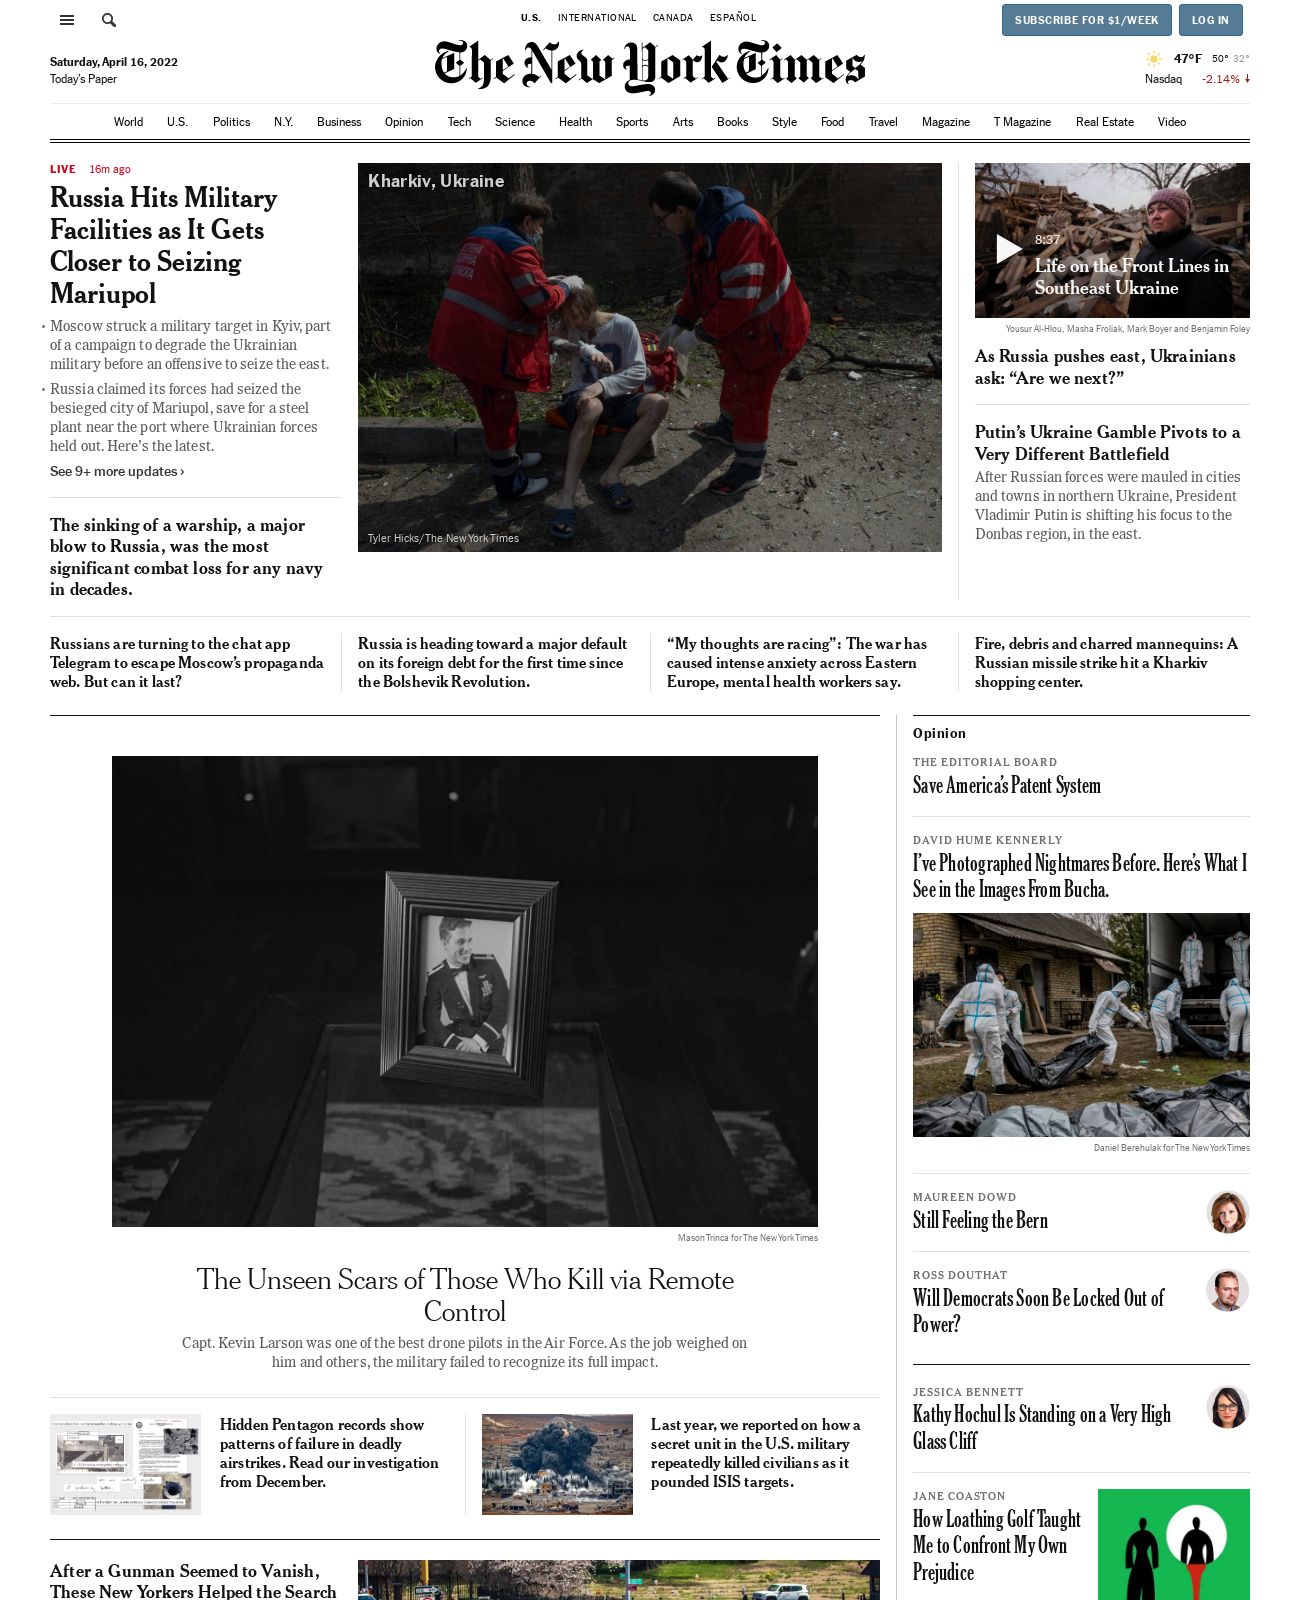 U.S. INTERNATIONAL CANADA ESPAÑOL
SUBSCRIBE FOR $1/WEEK LOG IN
Saturday, April 16, 2022
Today's Paper
The New York Times
47°F 50° 32°
Nasdaq -2.14%
World U.S. Politics N.Y. Business Opinion Tech Science Health Sports Arts Books Style Food Travel Magazine T Magazine Real Estate Video
LIVE 16m ago
Russia Hits Military
Facilities as It Gets
Closer to Seizing
Mariupol
Moscow struck a military target in Kyiv, part
of a campaign to degrade the Ukrainian
military before an offensive to seize the east.
Russia claimed its forces had seized the
besieged city of Mariupol, save for a steel
plant near the port where Ukrainian forces
held out. Here's the latest.
See 9+ more updates ›
The sinking of a warship, a major
blow to Russia, was the most
significant combat loss for any navy
in decades.
Kharkiv, Ukraine
Tyler Hicks/The New York Times
8:37
Life on the Front Lines in
Southeast Ukraine
Yousur Al-Hlou, Masha Froliak, Mark Boyer and Benjamin Foley
As Russia pushes east, Ukrainians
ask: “Are we next?”
Putin's Ukraine Gamble Pivots to a
Very Different Battlefield
After Russian forces were mauled in cities
and towns in northern Ukraine, President
Vladimir Putin is shifting his focus to the
Donbas region, in the east.
Russians are turning to the chat app
Telegram to escape Moscow's propaganda
web. But can it last?
Russia is heading toward a major default
on its foreign debt for the first time since
the Bolshevik Revolution.
“My thoughts are racing”: The war has
caused intense anxiety across Eastern
Europe, mental health workers say.
Fire, debris and charred mannequins: A
Russian missile strike hit a Kharkiv
shopping center.
Mason Trinca for The New York Times
The Unseen Scars of Those Who Kill via Remote
Control
Capt. Kevin Larson was one of the best drone pilots in the Air Force. As the job weighed on
him and others, the military failed to recognize its full impact.
Hidden Pentagon records show
patterns of failure in deadly
airstrikes. Read our investigation
from December.
Last year, we reported on how a
secret unit in the U.S. military
repeatedly killed civilians as it
pounded ISIS targets.
After a Gunman Seemed to Vanish,
These New Yorkers Helped the Search
Opinion
THE EDITORIAL BOARD
Save America's Patent System
DAVID HUME KENNERLY
I've Photographed Nightmares Before. Here's What I
See in the Images From Bucha.
Daniel Berehulak for The New York Times
MAUREEN DOWD
Still Feeling the Bern
ROSS DOUTHAT
Will Democrats Soon Be Locked Out of
Power?
JESSICA BENNETT
Kathy Hochul Is Standing on a Very High
Glass Cliff
JANE COASTON
How Loathing Golf Taught
Me to Confront My Own
Prejudice